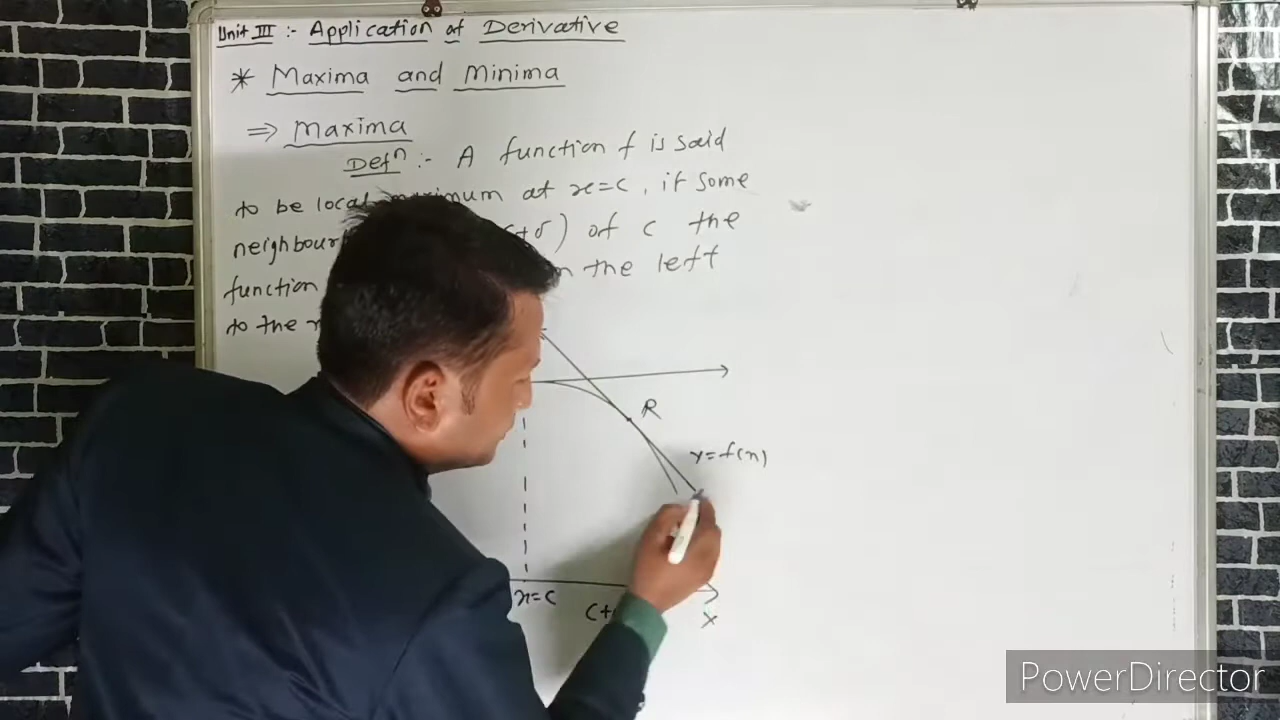 Unit III :- Application of Derivative
* Maxima and Minima
⇒ Maxima
Defⁿ :- A function f is said
to be local maximum at x=c, if some
neighbour c+δ) of c the
function the left
to the
R
y=f(x)
x=c
c+
X
PowerDirector